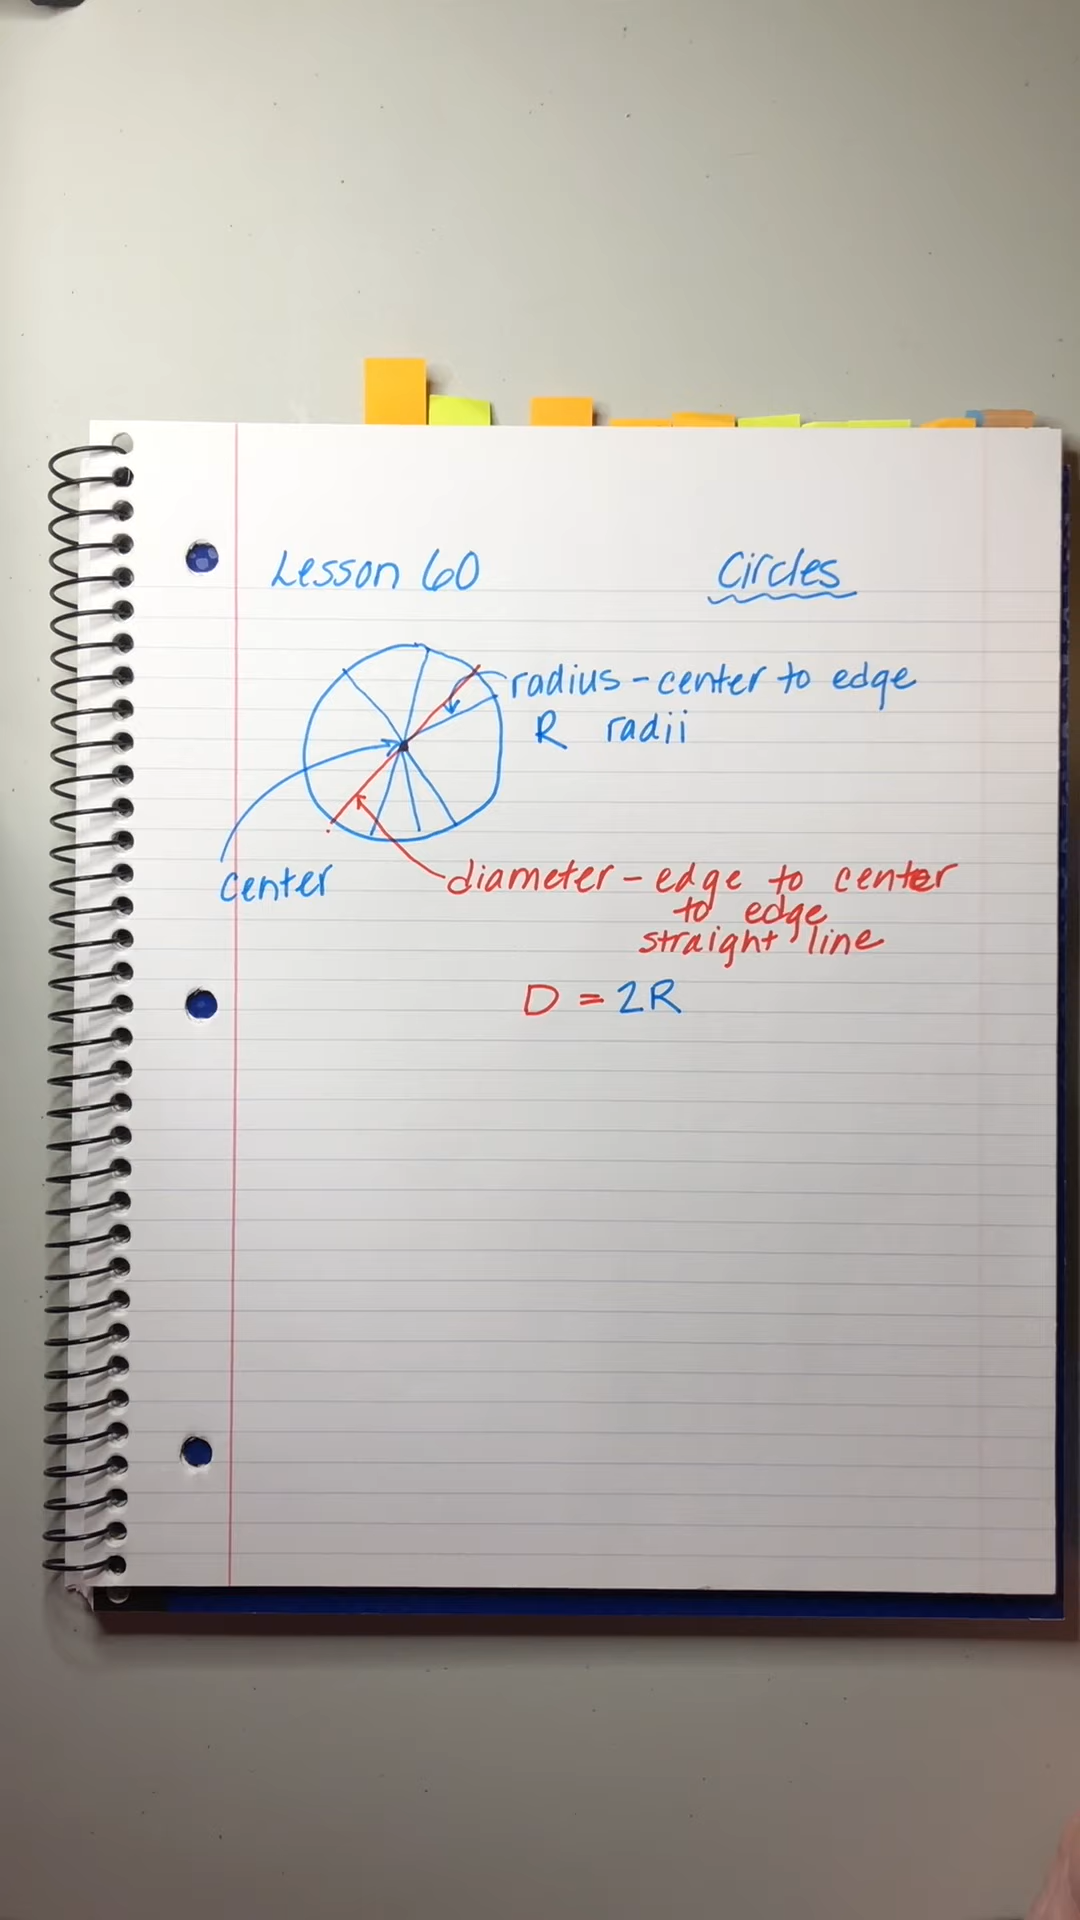 Lesson 60 Circles
radius - center to edge
R radii
center
diameter - edge to center
to edge
straight line
D = 2R